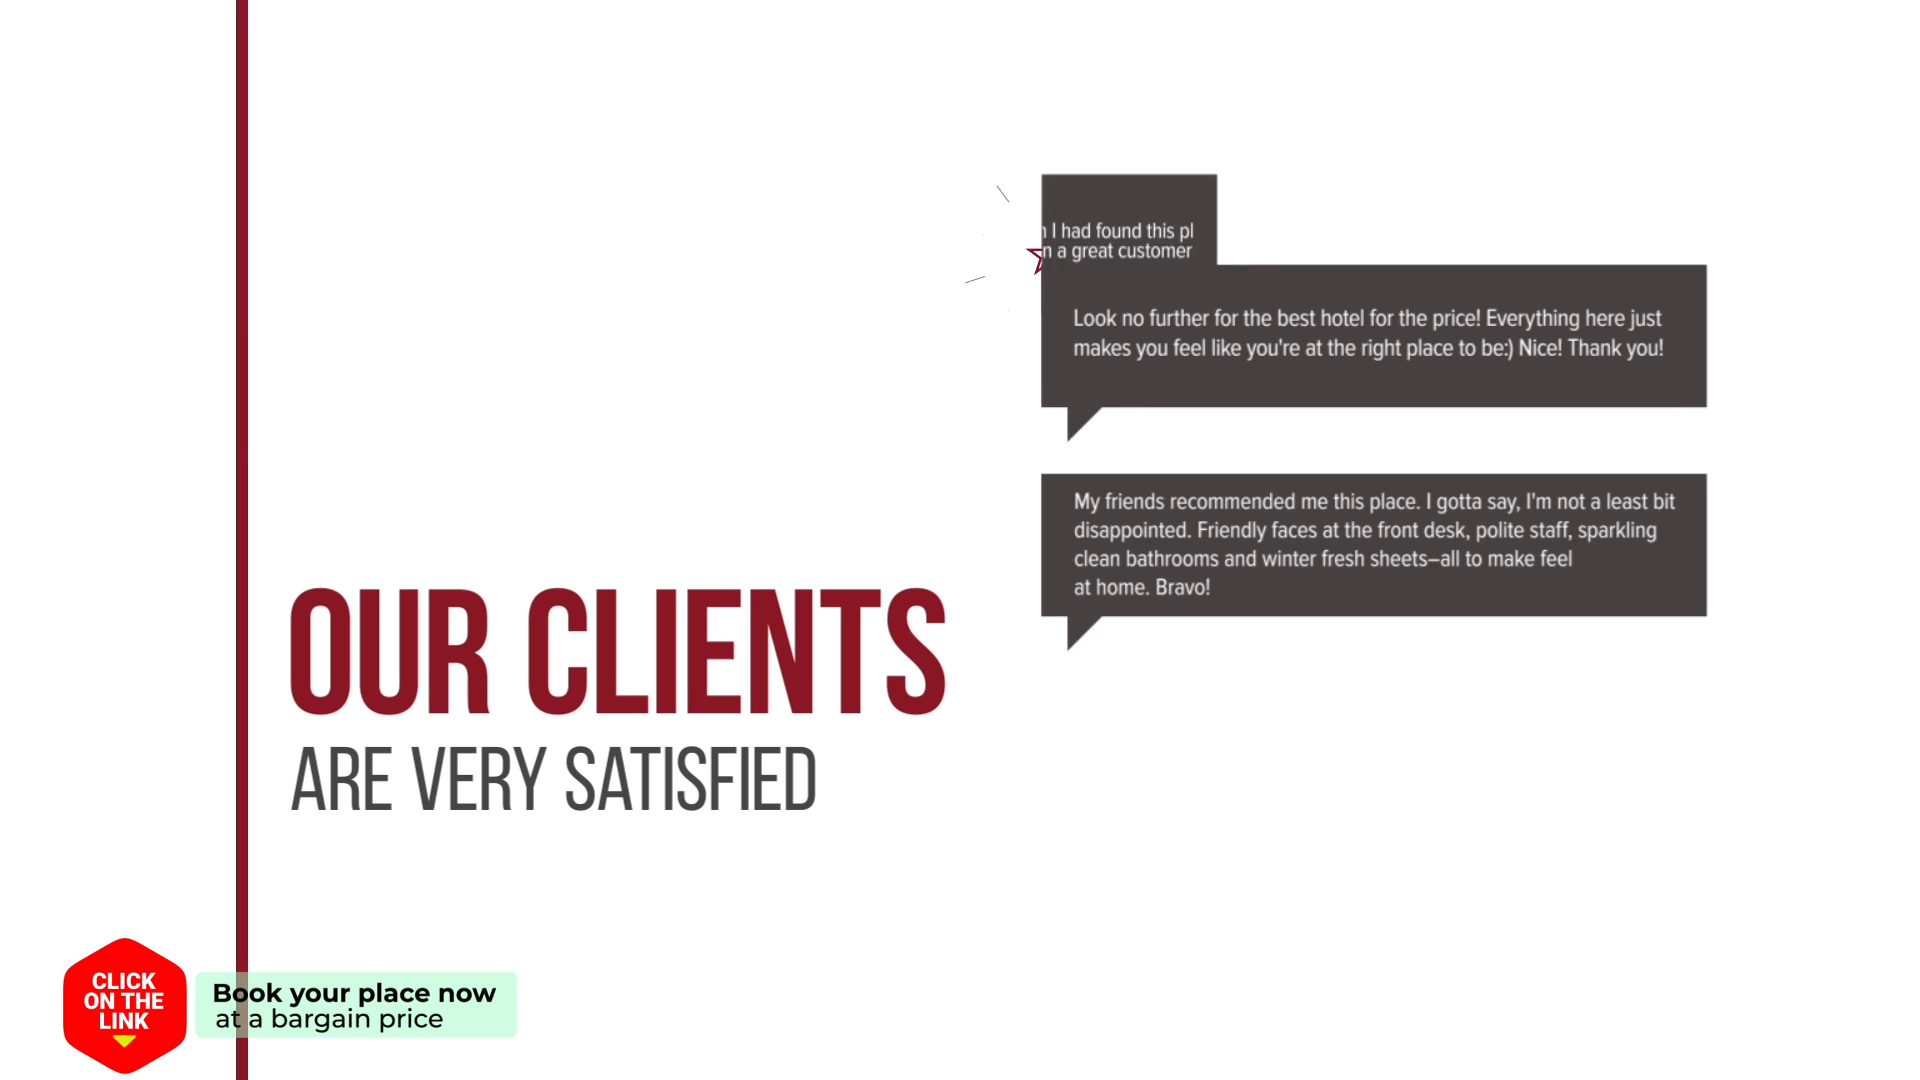 I had found this
a great customer
Look no further for the best hotel for the price! Everything here just
makes you feel like you're at the right place to be:) Nice! Thank you!
My friends recommended me this place. I gotta say, I'm not a least bit
disappointed. Friendly faces at the front desk, polite staff, sparkling
clean bathrooms and winter fresh sheets–all to make feel
at home. Bravo!
OUR CLIENTS
ARE VERY SATISFIED
CLICK
ON THE
LINK
Book your place now
at a bargain price